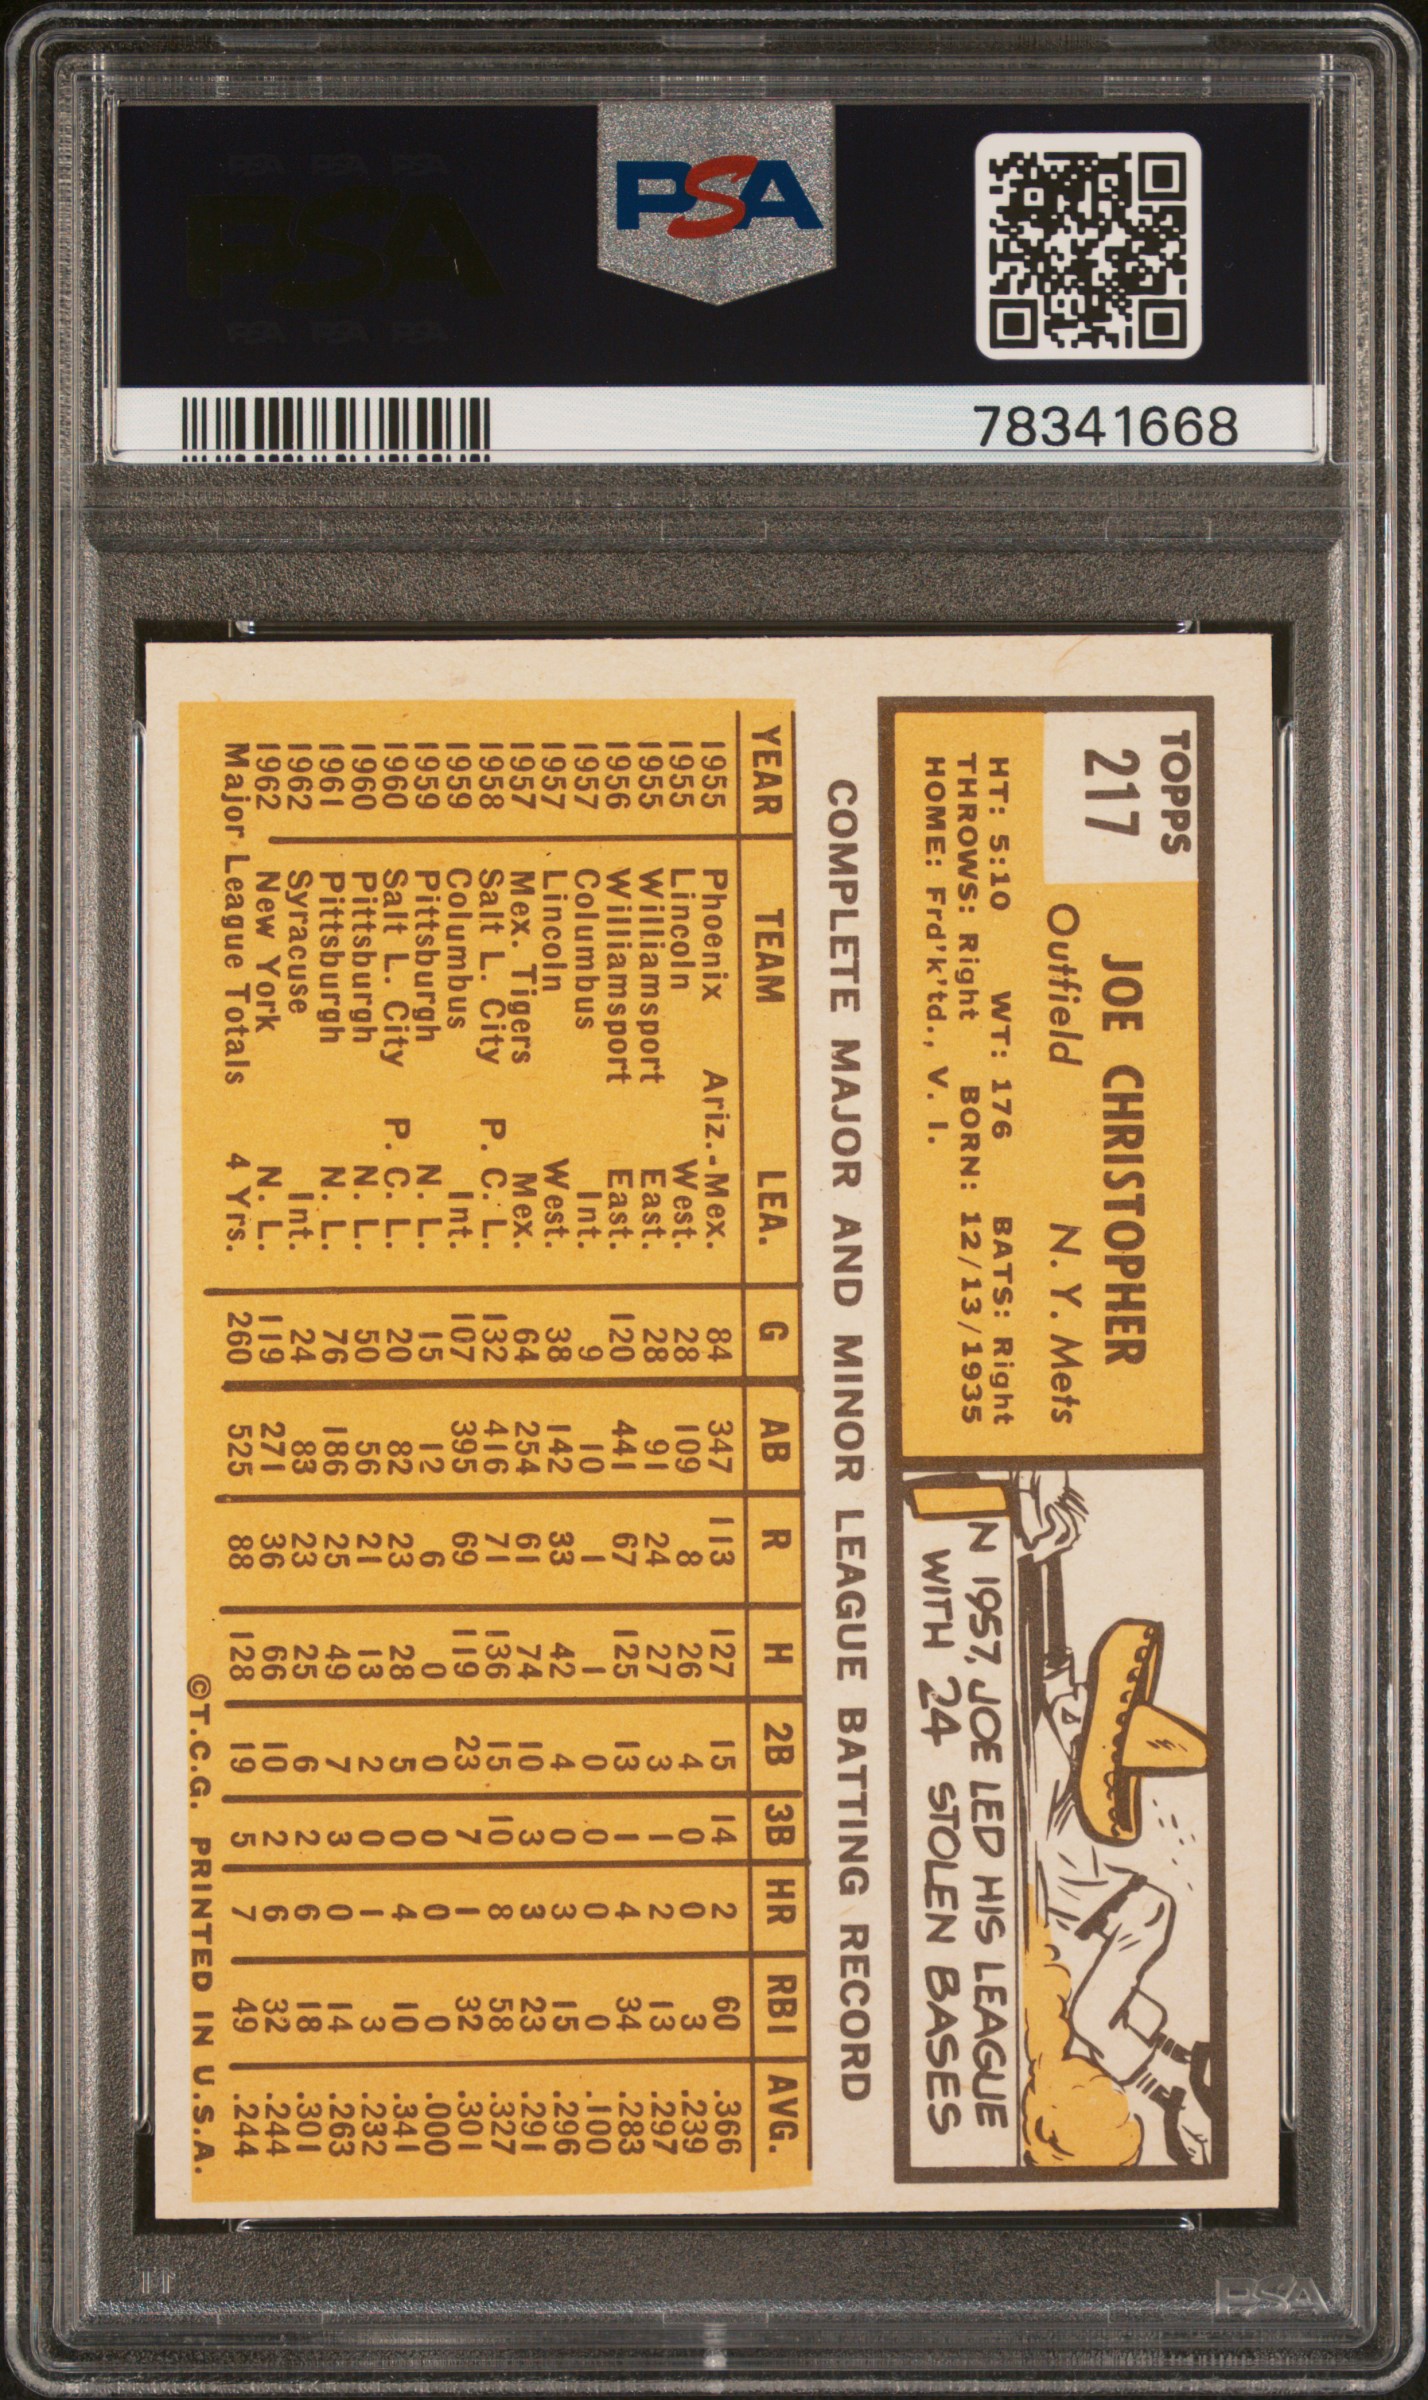 PSA
78341668
TOPPS
217
JOE CHRISTOPHER
Outfield N. Y. Mets
HT: 5:10 WT: 176 BATS: Right
THROWS: Right BORN: 12/13/1935
HOME: Frd'k'td., V. I.
IN 1957, JOE LED HIS LEAGUE
WITH 24 STOLEN BASES
COMPLETE MAJOR AND MINOR LEAGUE BATTING RECORD
YEAR TEAM LEA. G AB R H 2B 3B HR RBI AVG.
1955 Phoenix Ariz.-Mex. 84 347 113 127 15 14 2 60 .366
1955 Lincoln West. 28 109 8 26 4 0 0 3 .239
1955 Williamsport East. 28 91 24 27 3 1 2 13 .297
1956 Williamsport East. 120 441 67 125 13 1 4 34 .283
1957 Columbus Int. 9 10 1 1 0 0 0 0 .100
1957 Lincoln West. 38 142 33 42 4 0 3 15 .296
1957 Mex. Tigers Mex. 64 254 61 74 10 3 3 23 .291
1958 Salt L. City P. C. L. 132 416 71 136 15 10 8 58 .327
1959 Columbus Int. 107 395 69 119 23 7 1 32 .301
1959 Pittsburgh N. L. 15 12 6 0 0 0 0 0 .000
1960 Salt L. City P. C. L. 20 82 23 28 5 0 4 10 .341
1960 Pittsburgh N. L. 50 56 21 13 2 0 1 3 .232
1961 Pittsburgh N. L. 76 186 25 49 7 3 0 14 .263
1962 Syracuse Int. 24 83 23 25 6 2 6 18 .301
1962 New York N. L. 119 271 36 66 10 2 6 32 .244
Major League Totals 4 Yrs. 260 525 88 128 19 5 7 49 .244
©T.C.G. PRINTED IN U.S.A.
PSA